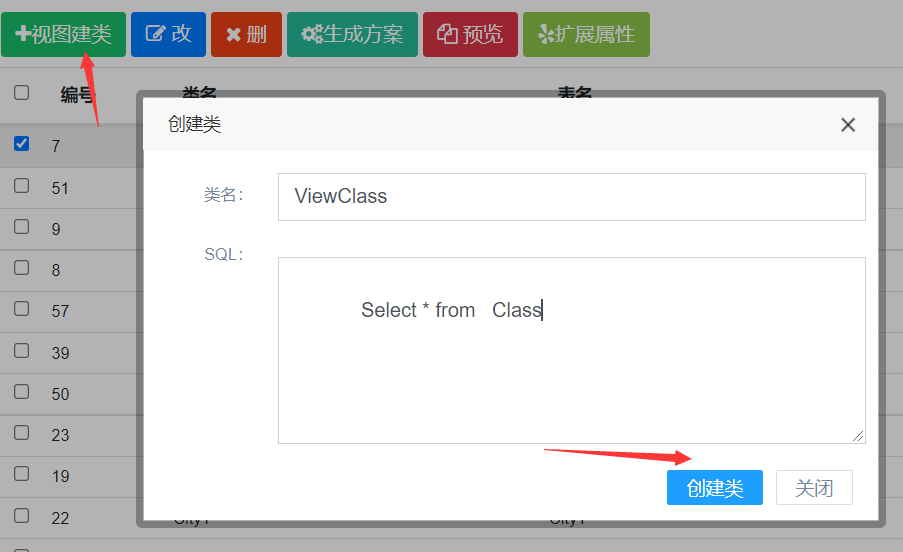 视图建类 改 删 生成方案 预览 扩展属性
编号 类名 表名
创建类
7
类名: ViewClass
51
9
SQL:
8
Select * from Class
57
39
50
23
19
创建类 关闭
22 City1 City1